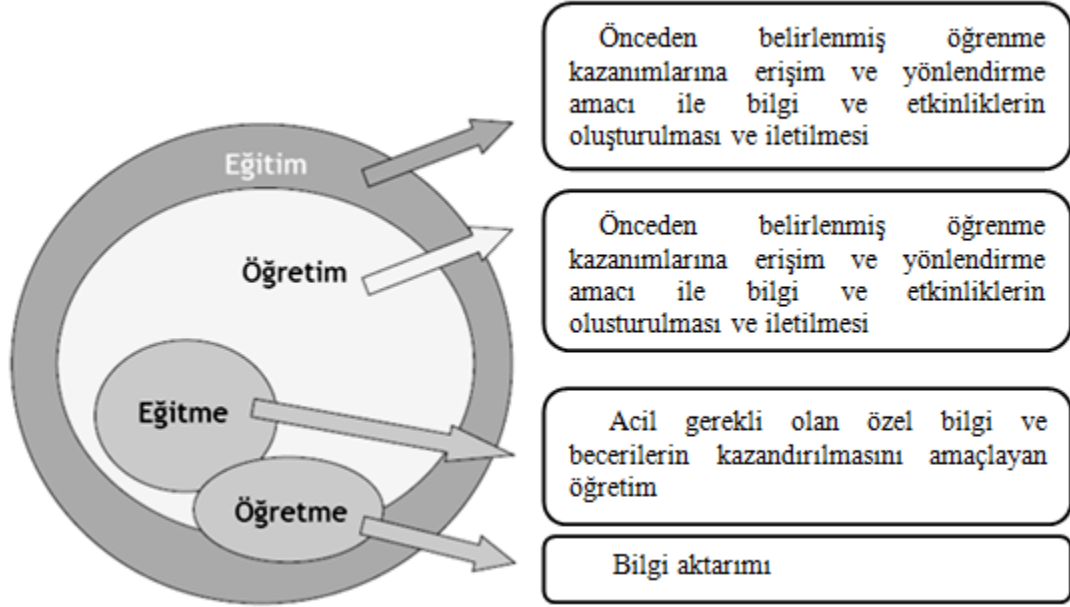 Önceden belirlenmiş öğrenme
kazanımlarına erişim ve yönlendirme
amacı ile bilgi ve etkinliklerin
oluşturulması ve iletilmesi
Eğitim
Önceden belirlenmiş öğrenme
kazanımlarına erişim ve yönlendirme
amacı ile bilgi ve etkinliklerin
olusturulması ve iletilmesi
Öğretim
Eğitme
Acil gerekli olan özel bilgi ve
becerilerin kazandırılmasını amaçlayan
öğretim
Öğretme
Bilgi aktarımı